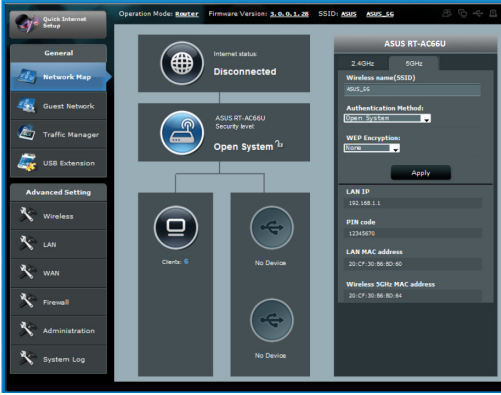 Quick Internet
Setup
Operation Mode: Router Firmware Version: 3.0.0.1.28 SSID: ASUS ASUS_5G
General
Network Map
Guest Network
Traffic Manager
USB Extension
Advanced Setting
Wireless
LAN
WAN
Firewall
Administration
System Log
Internet status:
Disconnected
ASUS RT-AC66U
Security level:
Open System
Clients: 6
No Device
No Device
ASUS RT-AC66U
2.4GHz 5GHz
Wireless name(SSID)
ASUS_5G
Authentication Method:
Open System
WEP Encryption:
None
Apply
LAN IP
192.168.1.1
PIN code
12345670
LAN MAC address
20:CF:30:B6:BD:60
Wireless 5GHz MAC address
20:CF:30:B6:BD:64